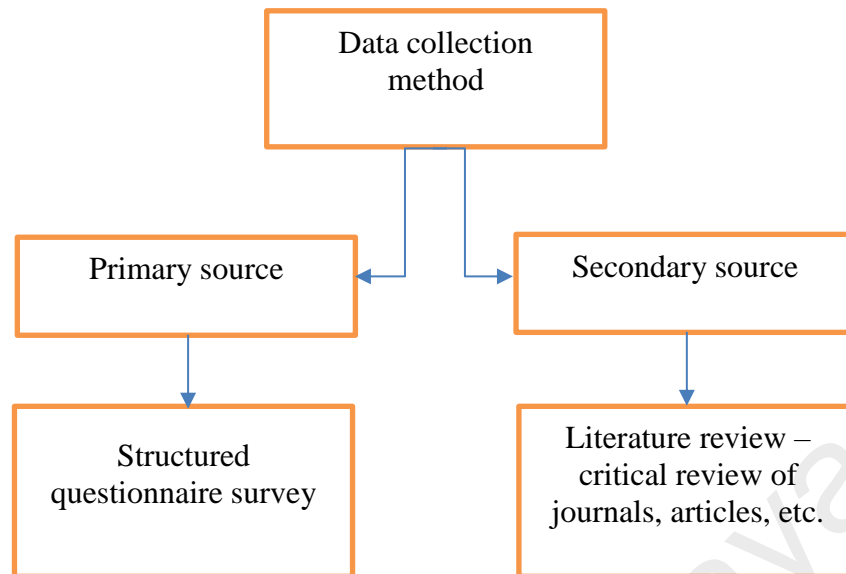 Data collection
method
Primary source
Secondary source
Structured
questionnaire survey
Literature review –
critical review of
journals, articles, etc.